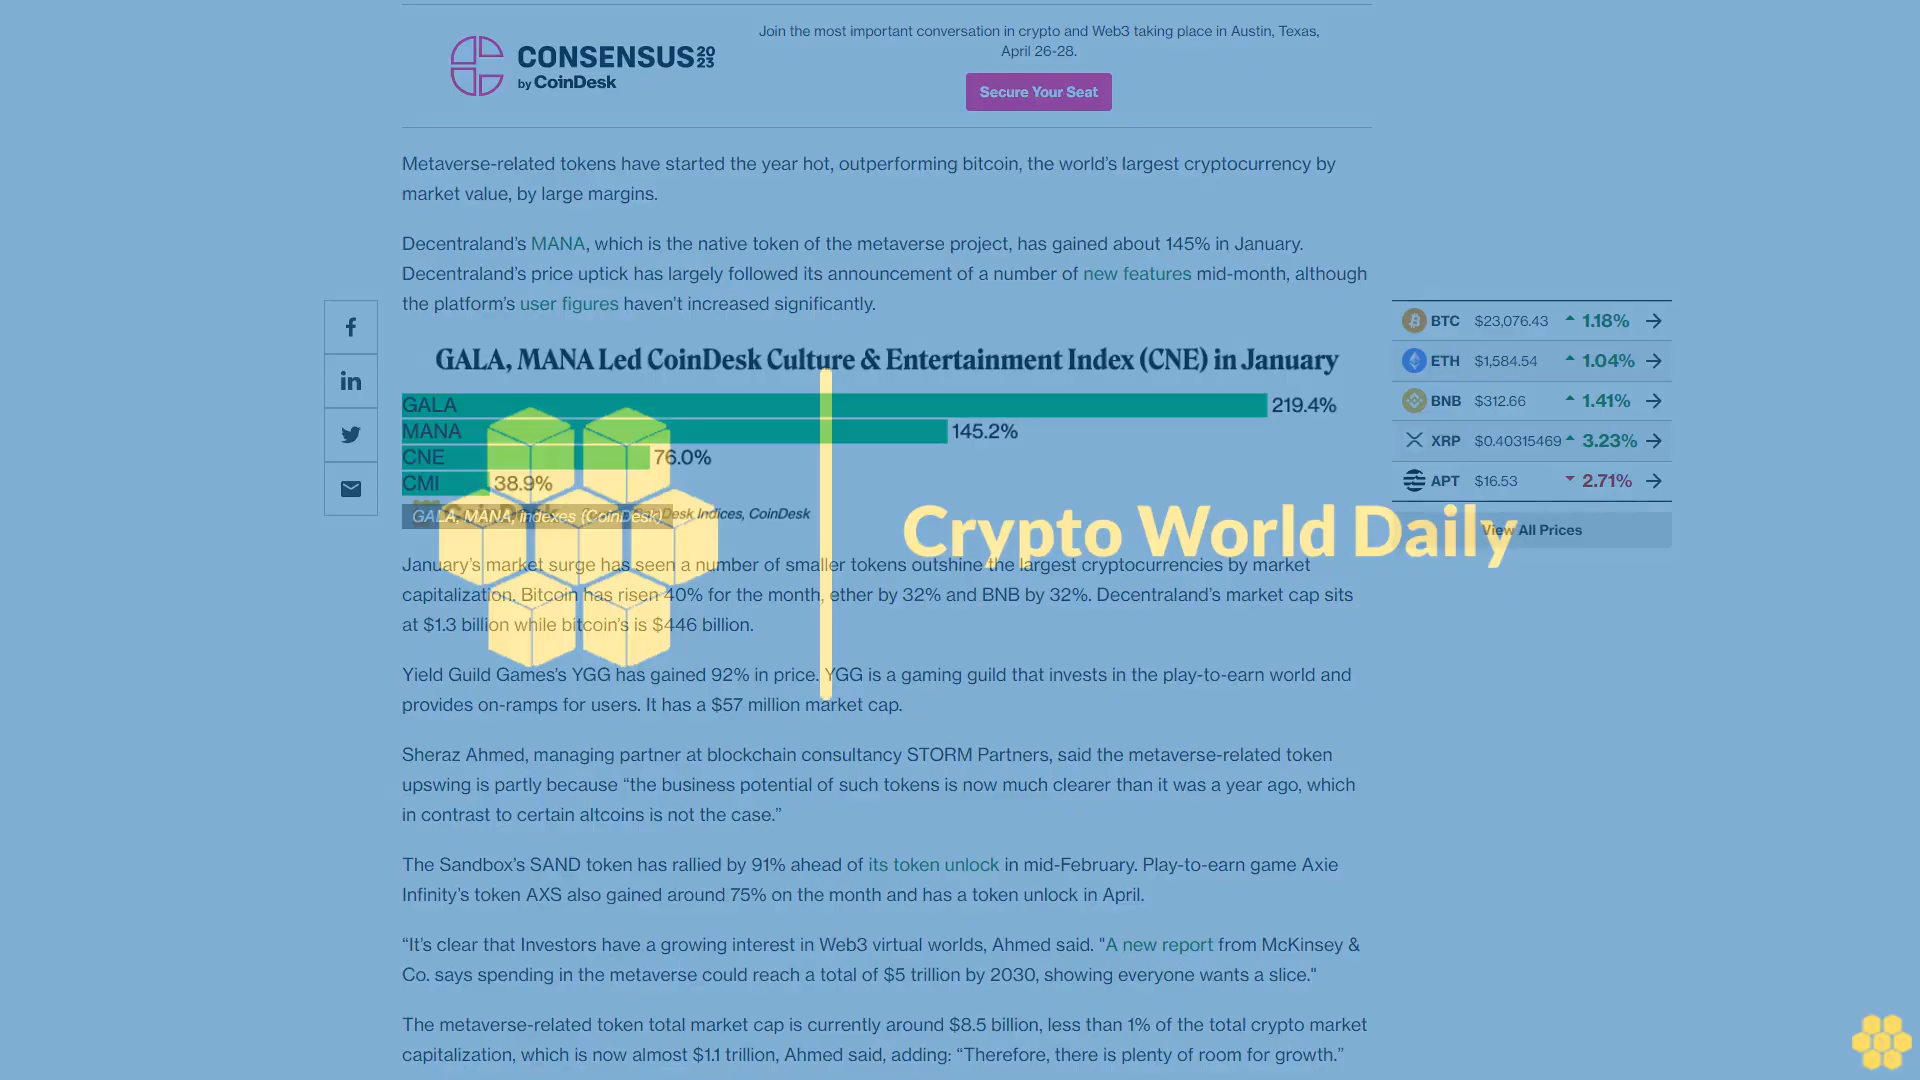 CONSENSUS 2023
by CoinDesk
Join the most important conversation in crypto and Web3 taking place in Austin, Texas,
April 26-28.
Secure Your Seat
Metaverse-related tokens have started the year hot, outperforming bitcoin, the world's largest cryptocurrency by
market value, by large margins.
Decentraland's MANA, which is the native token of the metaverse project, has gained about 145% in January.
Decentraland's price uptick has largely followed its announcement of a number of new features mid-month, although
the platform's user figures haven't increased significantly.
GALA, MANA Led CoinDesk Culture & Entertainment Index (CNE) in January
GALA 219.4%
MANA 145.2%
CNE 76.0%
CMI 38.9%
Desk Indices, CoinDesk
GALA, MANA, indexes (CoinDesk)
January's market surge has seen a number of smaller tokens outshine the largest cryptocurrencies by market
capitalization. Bitcoin has risen 40% for the month, ether by 32% and BNB by 32%. Decentraland's market cap sits
at $1.3 billion while bitcoin's is $446 billion.
Yield Guild Games's YGG has gained 92% in price. YGG is a gaming guild that invests in the play-to-earn world and
provides on-ramps for users. It has a $57 million market cap.
Sheraz Ahmed, managing partner at blockchain consultancy STORM Partners, said the metaverse-related token
upswing is partly because “the business potential of such tokens is now much clearer than it was a year ago, which
in contrast to certain altcoins is not the case.”
The Sandbox's SAND token has rallied by 91% ahead of its token unlock in mid-February. Play-to-earn game Axie
Infinity's token AXS also gained around 75% on the month and has a token unlock in April.
“It's clear that Investors have a growing interest in Web3 virtual worlds, Ahmed said. "A new report from McKinsey &
Co. says spending in the metaverse could reach a total of $5 trillion by 2030, showing everyone wants a slice."
The metaverse-related token total market cap is currently around $8.5 billion, less than 1% of the total crypto market
capitalization, which is now almost $1.1 trillion, Ahmed said, adding: “Therefore, there is plenty of room for growth.”
BTC $23,076.43 1.18%
ETH $1,584.54 1.04%
BNB $312.66 1.41%
XRP $0.40315469 3.23%
APT $16.53 2.71%
View All Prices
Crypto World Daily